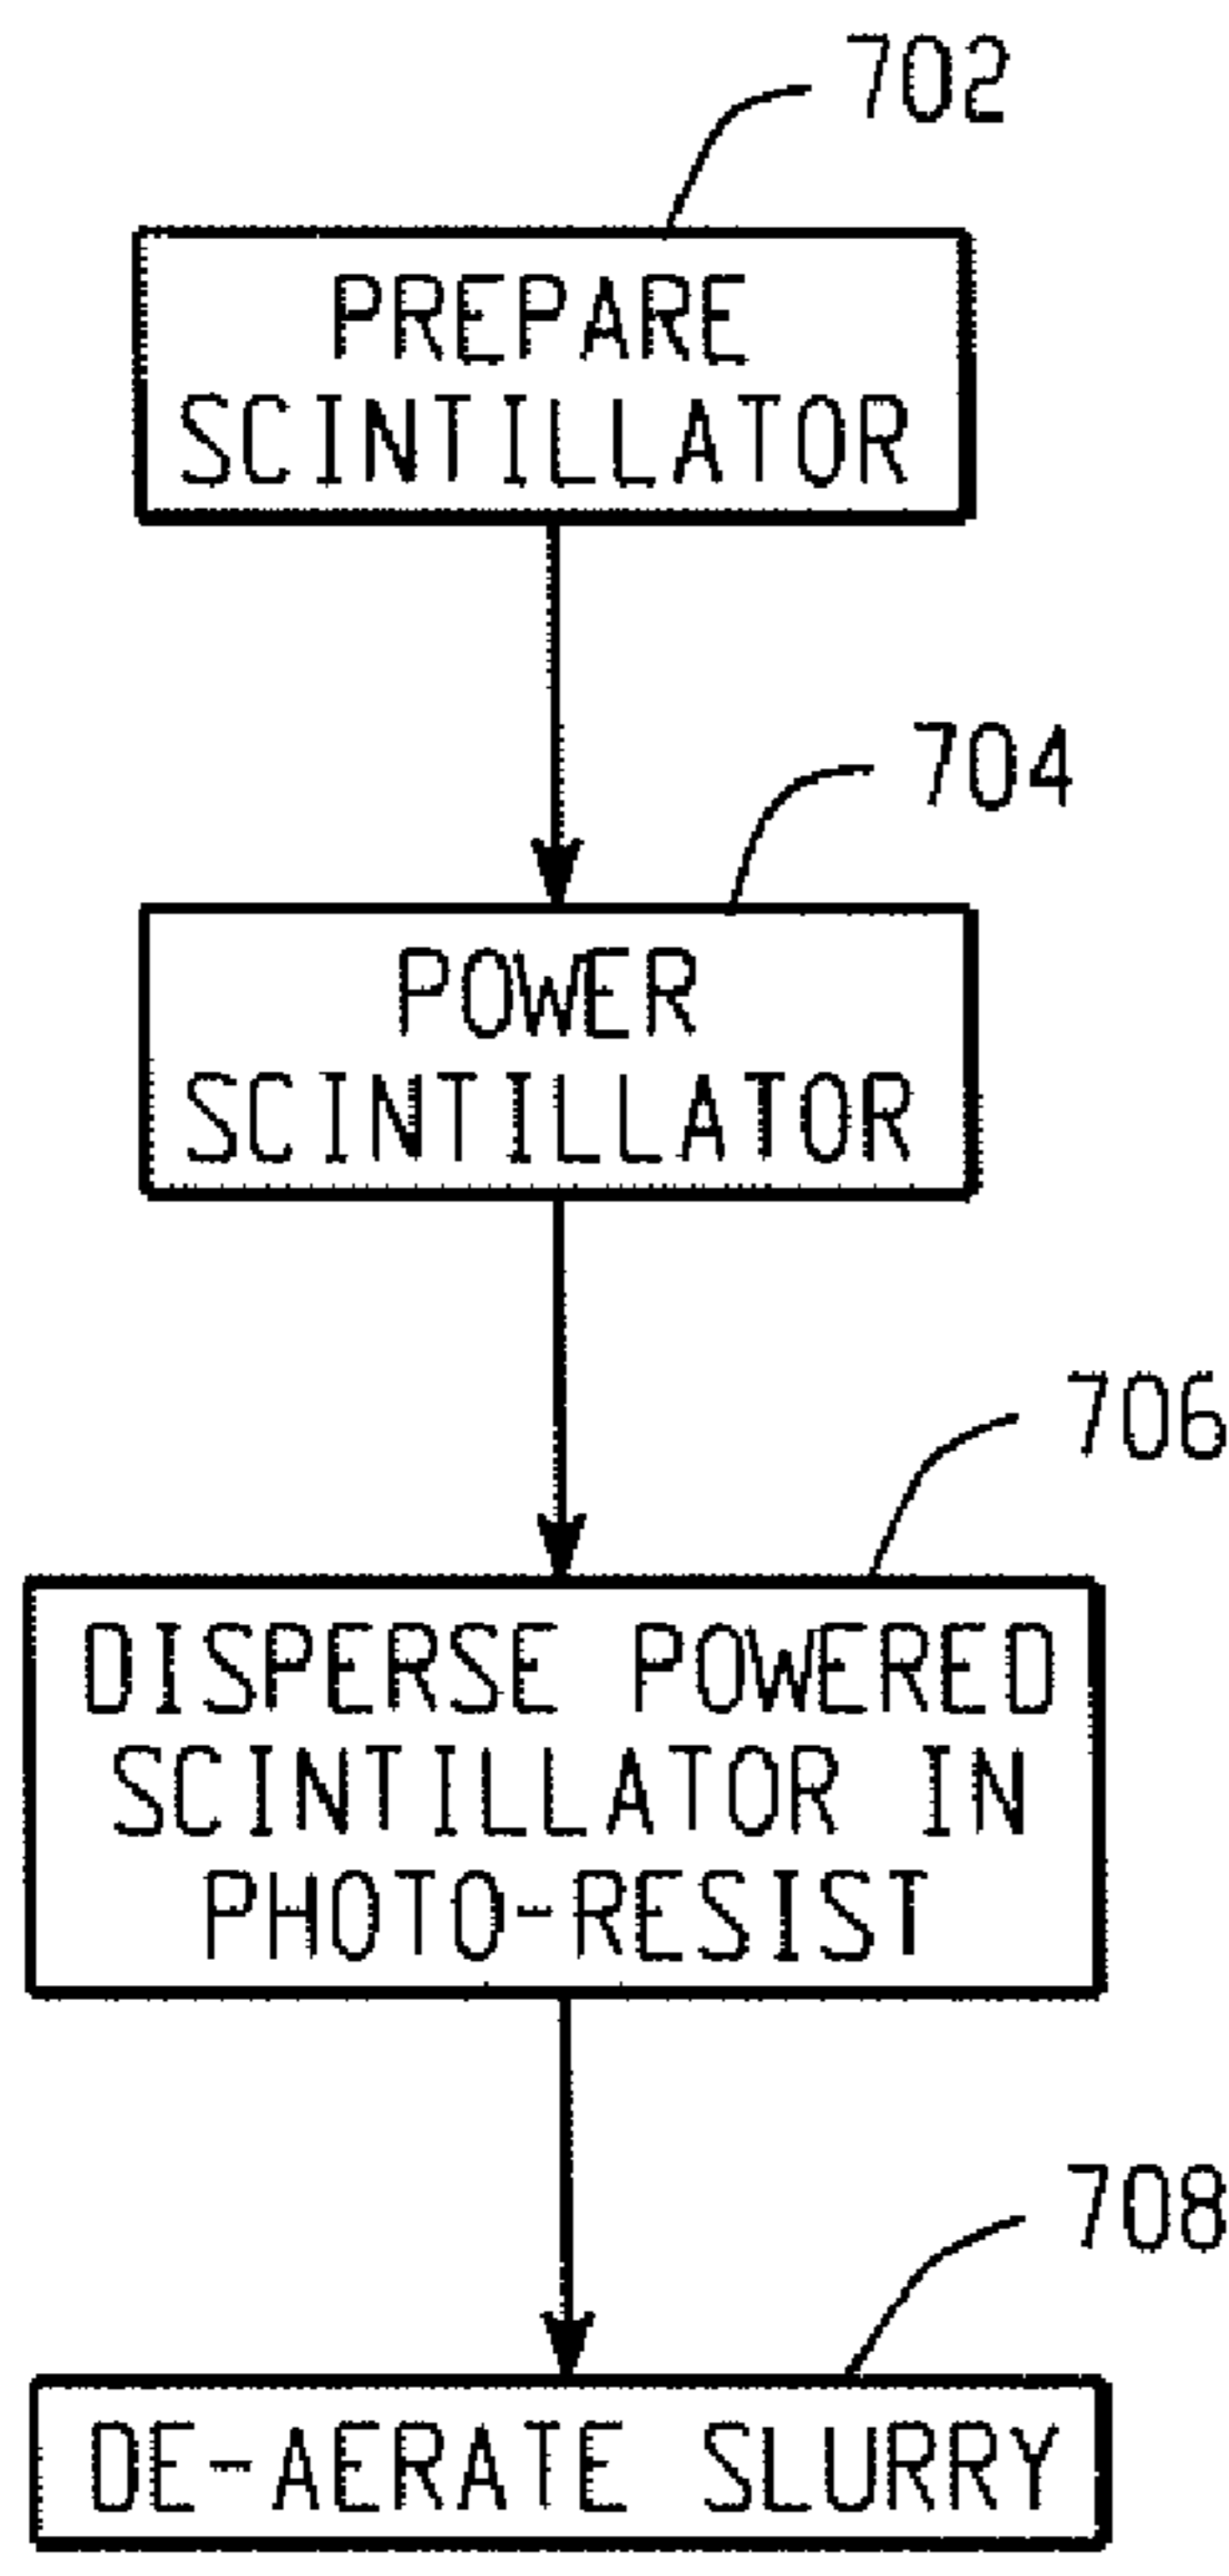 702
PREPARE
SCINTILLATOR
704
POWER
SCINTILLATOR
706
DISPERSE POWERED
SCINTILLATOR IN
PHOTO-RESIST
708
DE-AERATE SLURRY